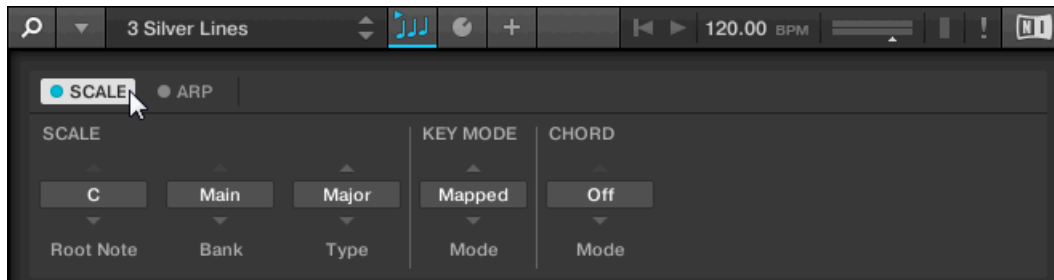 3 Silver Lines 120.00 BPM NI
SCALE ARP
SCALE KEY MODE CHORD
C Main Major Mapped Off
Root Note Bank Type Mode Mode